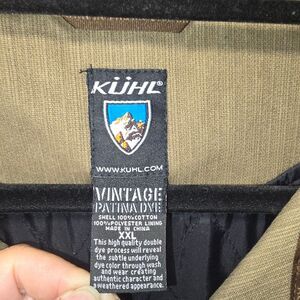 KÜHL®
WWW.KUHL.COM
VINTAGE
PATINA DYE
SHELL 100%COTTON
100%POLYESTER LINING
MADE IN CHINA
XXL
This high quality double
dye process will reveal
the subtle underlying
dye color through wash
and wear creating
authentic character and
a weathered appearance.